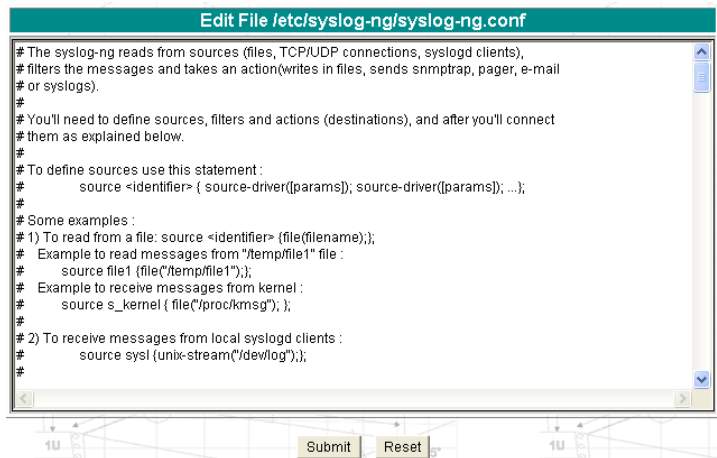 Edit File /etc/syslog-ng/syslog-ng.conf
# The syslog-ng reads from sources (files, TCP/UDP connections, syslogd clients),
# filters the messages and takes an action(writes in files, sends snmptrap, pager, e-mail
# or syslogs).
#
# You'll need to define sources, filters and actions (destinations), and after you'll connect
# them as explained below.
#
# To define sources use this statement :
# source <identifier> { source-driver([params]); source-driver([params]); ...};
#
# Some examples :
# 1) To read from a file: source <identifier> {file(filename);};
# Example to read messages from "/temp/file1" file :
# source file1 {file("/temp/file1");};
# Example to receive messages from kernel :
# source s_kernel { file("/proc/kmsg"); };
#
# 2) To receive messages from local syslogd clients :
# source sysl {unix-stream("/dev/log");};
#
1U
Submit
Reset
5°
1U